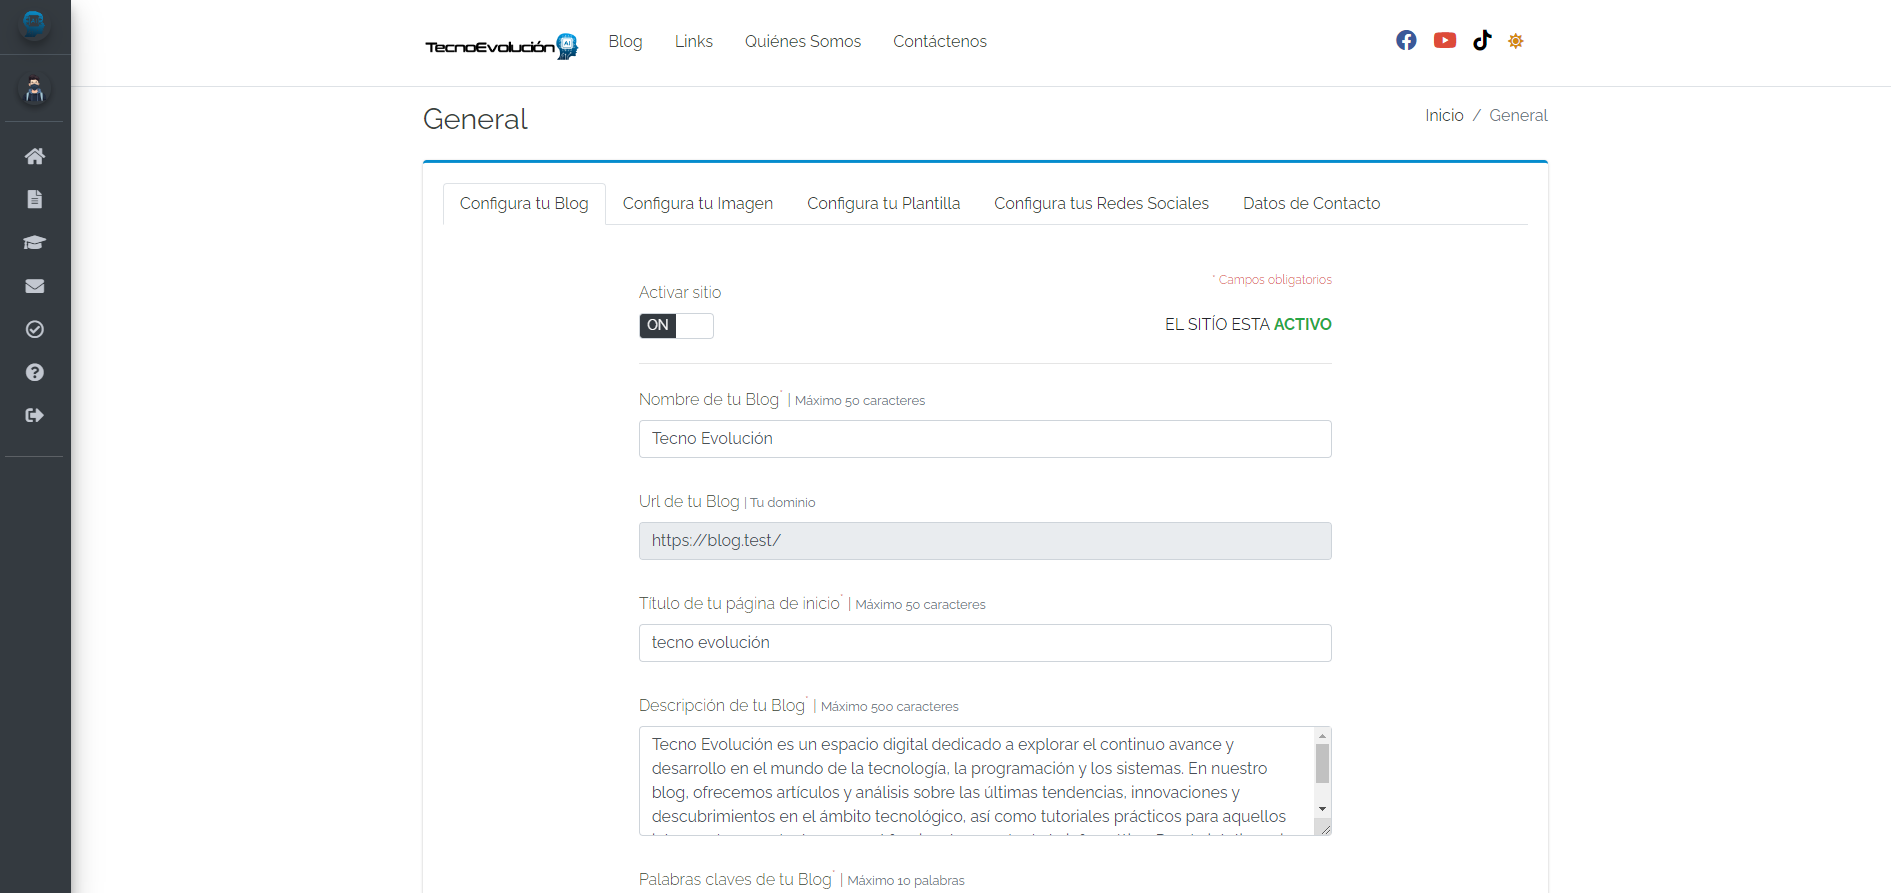 TecnoEvolución AI
Blog
Links
Quiénes Somos
Contáctenos
General
Inicio / General
Configura tu Blog
Configura tu Imagen
Configura tu Plantilla
Configura tus Redes Sociales
Datos de Contacto
* Campos obligatorios
Activar sitio
ON
EL SITÍO ESTA ACTIVO
Nombre de tu Blog* | Máximo 50 caracteres
Tecno Evolución
Url de tu Blog | Tu dominio
https://blog.test/
Título de tu página de inicio* | Máximo 50 caracteres
tecno evolución
Descripción de tu Blog* | Máximo 500 caracteres
Tecno Evolución es un espacio digital dedicado a explorar el continuo avance y
desarrollo en el mundo de la tecnología, la programación y los sistemas. En nuestro
blog, ofrecemos artículos y análisis sobre las últimas tendencias, innovaciones y
descubrimientos en el ámbito tecnológico, así como tutoriales prácticos para aquellos
Palabras claves de tu Blog* | Máximo 10 palabras